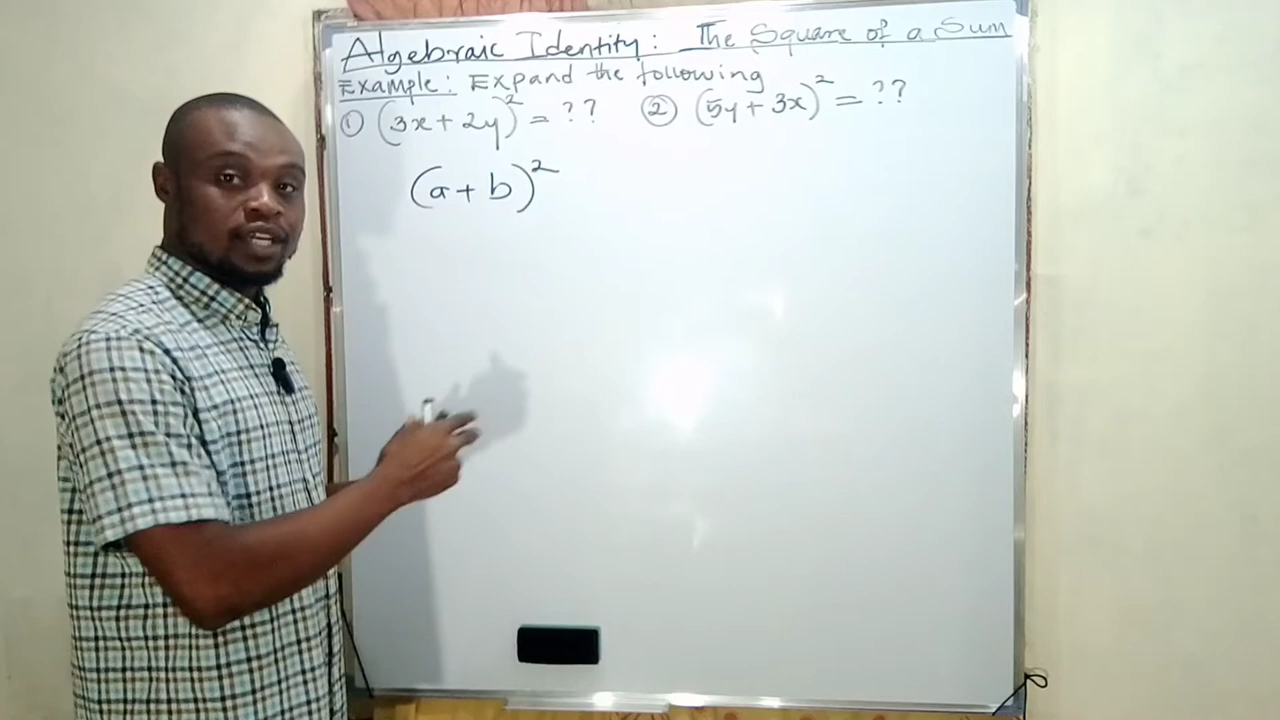 Algebraic Identity: The Square of a Sum
Example: Expand the following
① (3x + 2y)² = ?? ② (5y + 3x)² = ??
(a + b)²